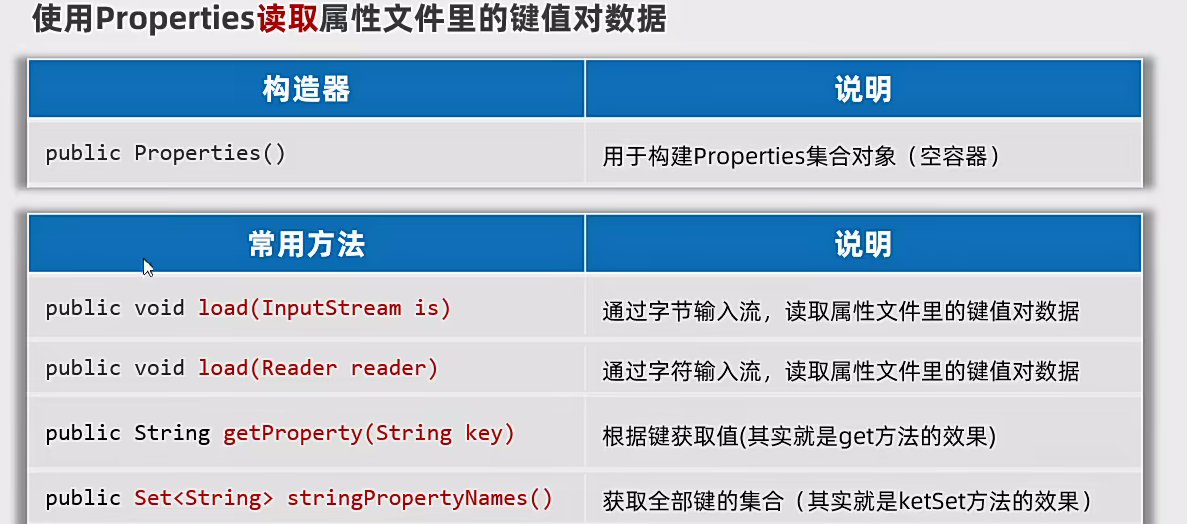 使用Properties读取属性文件里的键值对数据
构造器 说明
public Properties() 用于构建Properties集合对象（空容器）
常用方法 说明
public void load(InputStream is) 通过字节输入流，读取属性文件里的键值对数据
public void load(Reader reader) 通过字符输入流，读取属性文件里的键值对数据
public String getProperty(String key) 根据键获取值(其实就是get方法的效果)
public Set<String> stringPropertyNames() 获取全部键的集合（其实就是ketSet方法的效果）